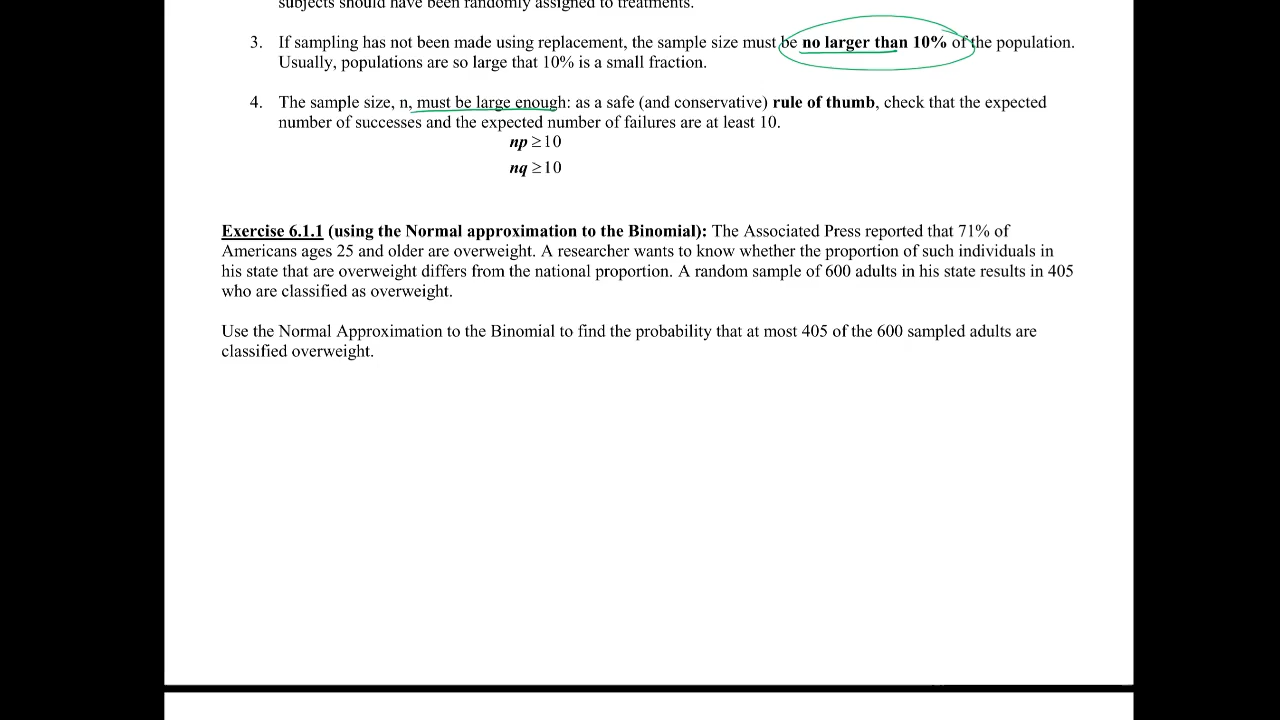 subjects should have been randomly assigned to treatments.
3. If sampling has not been made using replacement, the sample size must be no larger than 10% of the population.
Usually, populations are so large that 10% is a small fraction.
4. The sample size, n, must be large enough: as a safe (and conservative) rule of thumb, check that the expected
number of successes and the expected number of failures are at least 10.
np ≥ 10
nq ≥ 10
Exercise 6.1.1 (using the Normal approximation to the Binomial): The Associated Press reported that 71% of
Americans ages 25 and older are overweight. A researcher wants to know whether the proportion of such individuals in
his state that are overweight differs from the national proportion. A random sample of 600 adults in his state results in 405
who are classified as overweight.
Use the Normal Approximation to the Binomial to find the probability that at most 405 of the 600 sampled adults are
classified overweight.